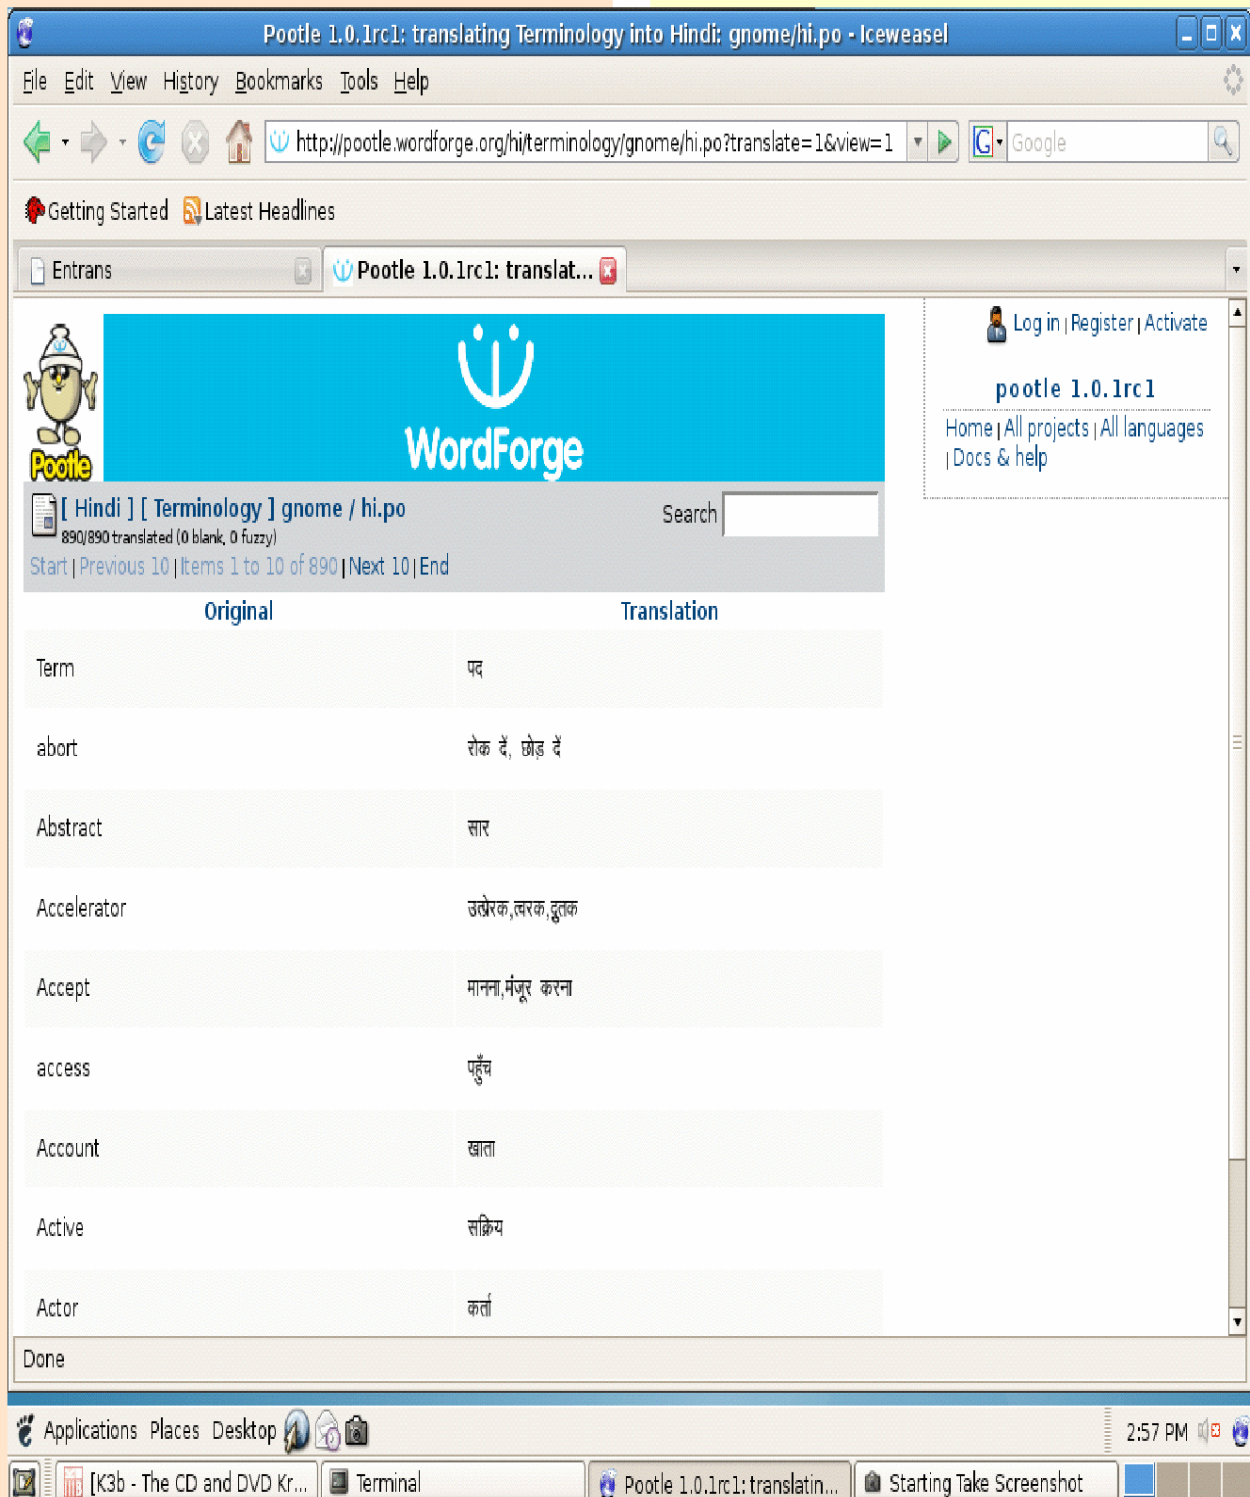 Pootle 1.0.1rc1: translating Terminology into Hindi: gnome/hi.po - Iceweasel
File Edit View History Bookmarks Tools Help
http://pootle.wordforge.org/hi/terminology/gnome/hi.po?translate=1&view=1 G Google
Getting Started Latest Headlines
Entrans Pootle 1.0.1rc1: translat...
Log in | Register | Activate
pootle 1.0.1rc1
Home | All projects | All languages
| Docs & help
Pootle
WordForge
[ Hindi ] [ Terminology ] gnome / hi.po Search
890/890 translated (0 blank, 0 fuzzy)
Start | Previous 10 | Items 1 to 10 of 890 | Next 10 | End
Original Translation
Term पद
abort रोक दें, छोड़ दें
Abstract सार
Accelerator उत्प्रेरक,त्वरक,द्रुतक
Accept मानना,मंजूर करना
access पहुँच
Account खाता
Active सक्रिय
Actor कर्ता
Done
Applications Places Desktop 2:57 PM
[K3b - The CD and DVD Kr... Terminal Pootle 1.0.1rc1: translatin... Starting Take Screenshot